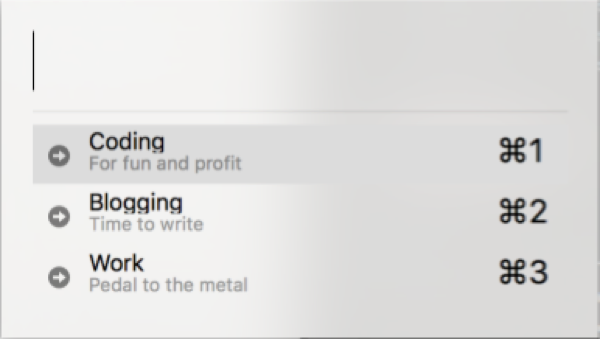 Coding
For fun and profit
⌘1
Blogging
Time to write
⌘2
Work
Pedal to the metal
⌘3